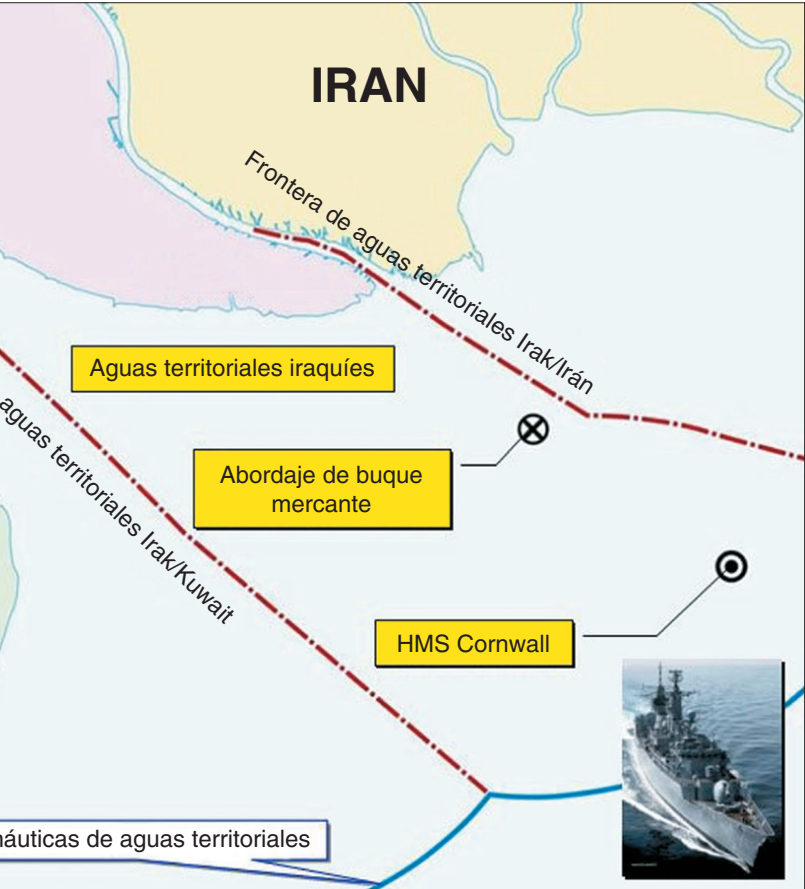 IRAN
Frontera de aguas territoriales Irak/Irán
Aguas territoriales iraquíes
aguas territoriales Irak/Kuwait
Abordaje de buque
mercante
HMS Cornwall
náuticas de aguas territoriales